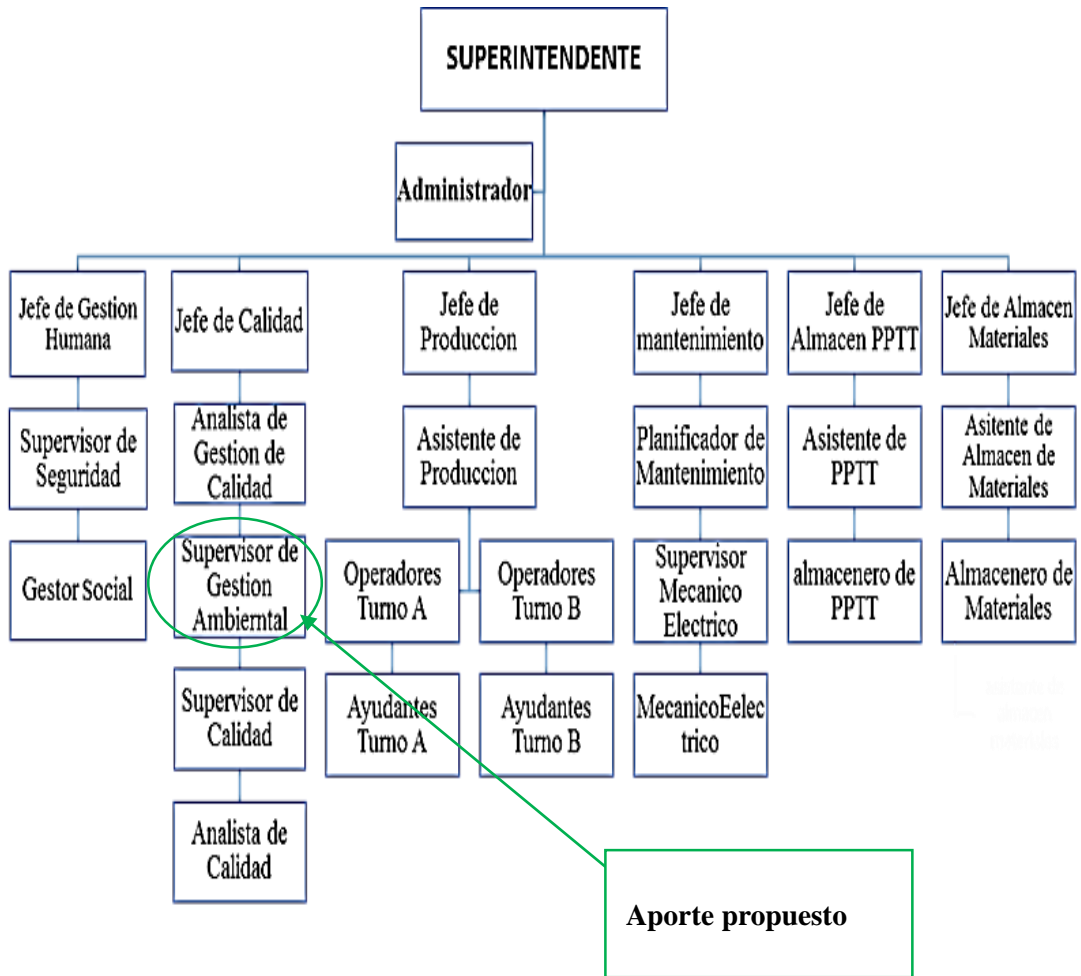 SUPERINTENDENTE
Administrador
Jefe de Gestion
Humana
Jefe de Calidad
Jefe de
Produccion
Jefe de
mantenimiento
Jefe de
Almacen PPTT
Jefe de Almacen
Materiales
Supervisor de
Seguridad
Analista de
Gestion de
Calidad
Asistente de
Produccion
Planificador de
Mantenimiento
Asistente de
PPTT
Asitente de
Almacen de
Materiales
Gestor Social
Supervisor de
Gestion
Ambierntal
Operadores
Turno A
Operadores
Turno B
Supervisor
Mecanico
Electrico
almacenero de
PPTT
Almacenero de
Materiales
Supervisor de
Calidad
Ayudantes
Turno A
Ayudantes
Turno B
MecanicoEelec
trico
Analista de
Calidad
Aporte propuesto